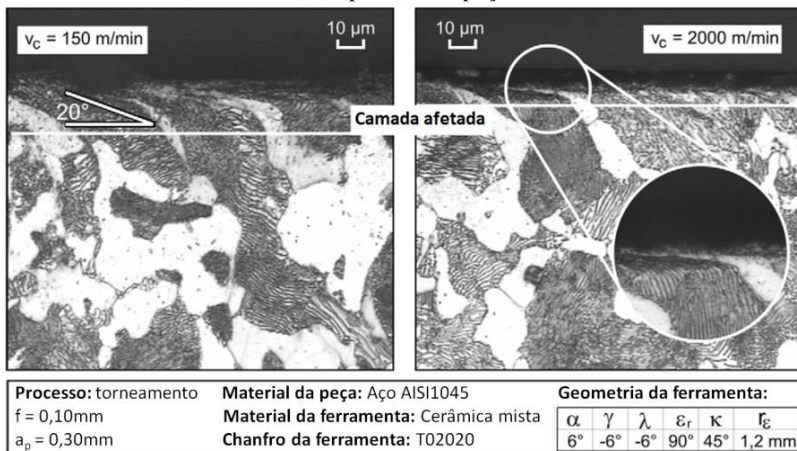 v_c = 150 m/min
10 µm
10 µm
v_c = 2000 m/min
20°
Camada afetada
Processo: torneamento
f = 0,10mm
a_p = 0,30mm
Material da peça: Aço AISI1045
Material da ferramenta: Cerâmica mista
Chanfro da ferramenta: T02020
Geometria da ferramenta:
α γ λ ε_r κ r_ε
6° -6° -6° 90° 45° 1,2 mm